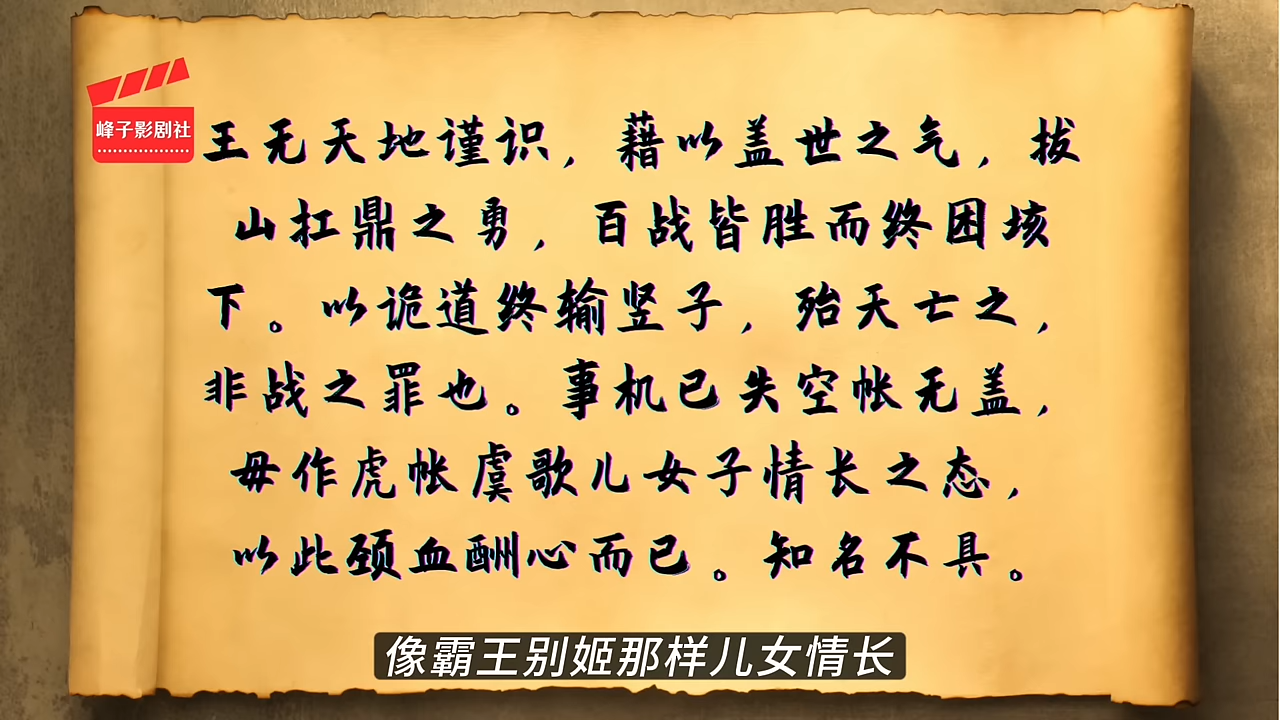 峰子影剧社
王无天地谨识，藉以盖世之气，拔
山扛鼎之勇，百战皆胜而终困垓
下。以诡道终输竖子，殆天亡之，
非战之罪也。事机已失空帐无盖，
毋作虎帐虞歌儿女子情长之态，
以此颈血酬心而已。知名不具。
像霸王别姬那样儿女情长